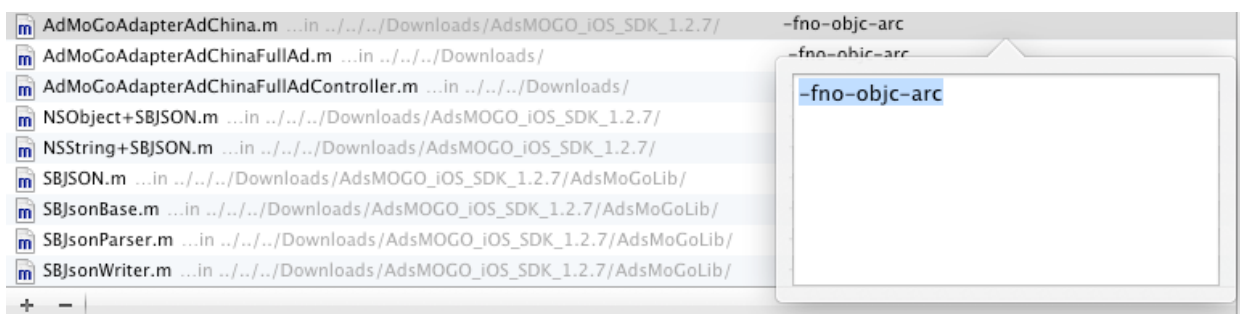 AdMoGoAdapterAdChina.m ...in ../../../Downloads/AdsMOGO_iOS_SDK_1.2.7/ -fno-objc-arc
AdMoGoAdapterAdChinaFullAd.m ...in ../../../Downloads/ -fno-objc-arc
AdMoGoAdapterAdChinaFullAdController.m ...in ../../../Downloads/
-fno-objc-arc
NSObject+SBJSON.m ...in ../../../Downloads/AdsMOGO_iOS_SDK_1.2.7/
NSString+SBJSON.m ...in ../../../Downloads/AdsMOGO_iOS_SDK_1.2.7/
SBJSON.m ...in ../../../Downloads/AdsMOGO_iOS_SDK_1.2.7/AdsMoGoLib/
SBJsonBase.m ...in ../../../Downloads/AdsMOGO_iOS_SDK_1.2.7/AdsMoGoLib/
SBJsonParser.m ...in ../../../Downloads/AdsMOGO_iOS_SDK_1.2.7/AdsMoGoLib/
SBJsonWriter.m ...in ../../../Downloads/AdsMOGO_iOS_SDK_1.2.7/AdsMoGoLib/